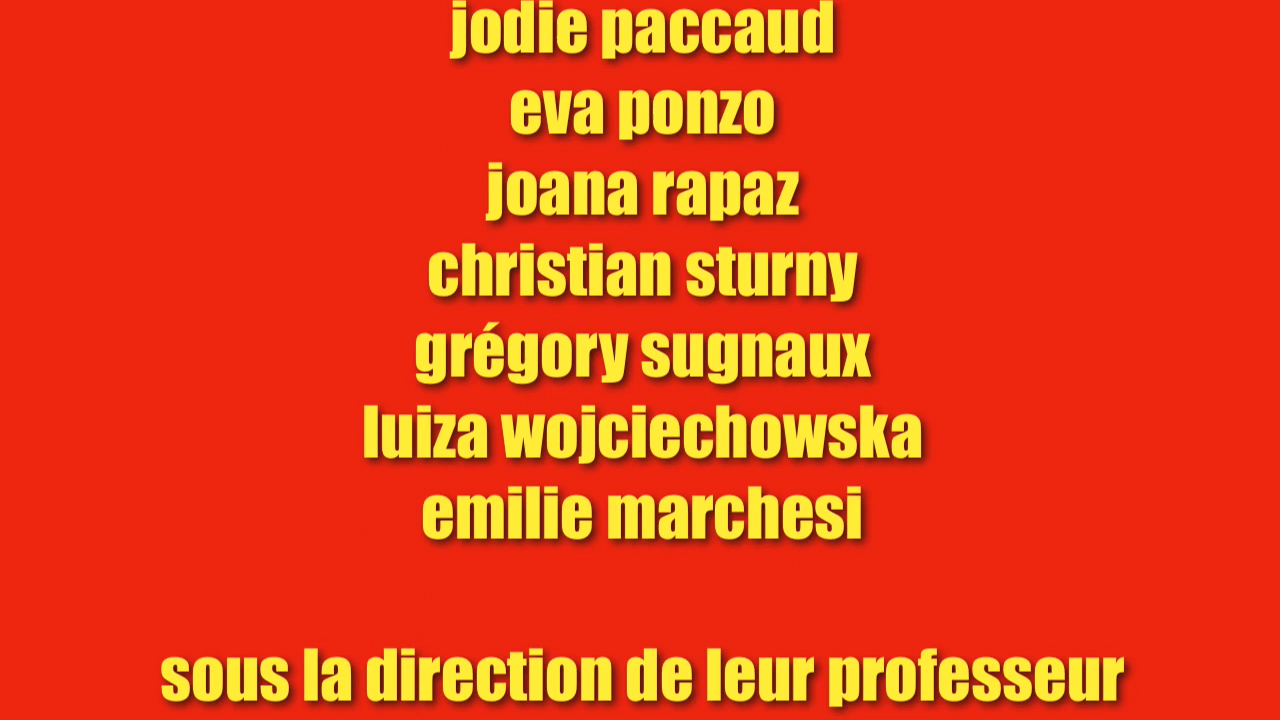 jodie paccaud
eva ponzo
joana rapaz
christian sturny
grégory sugnaux
luiza wojciechowska
emilie marchesi
sous la direction de leur professeur